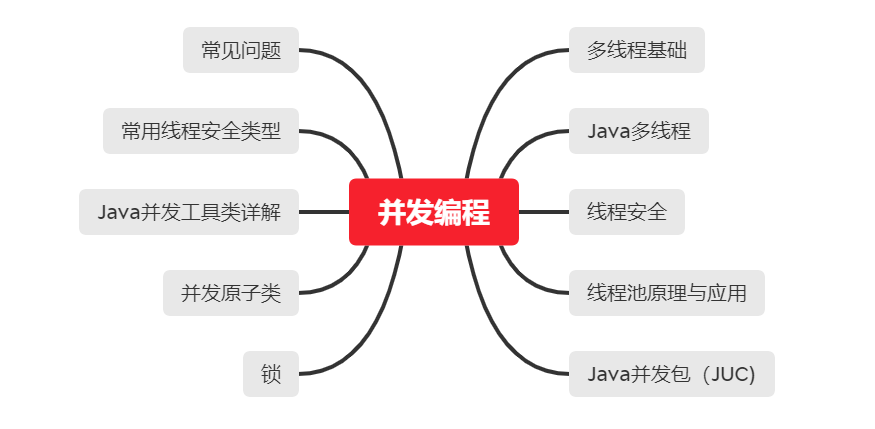 常见问题
多线程基础
常用线程安全类型
Java多线程
Java并发工具类详解
并发编程
线程安全
并发原子类
线程池原理与应用
锁
Java并发包（JUC)